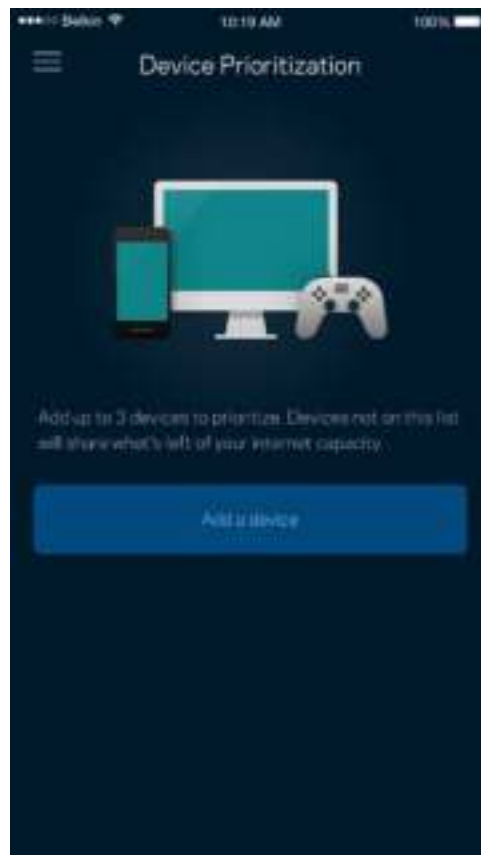 Belkin 10:19 AM 100%
Device Prioritization
Add up to 3 devices to prioritize. Devices not on this list
will share what's left of your internet capacity.
Add a device